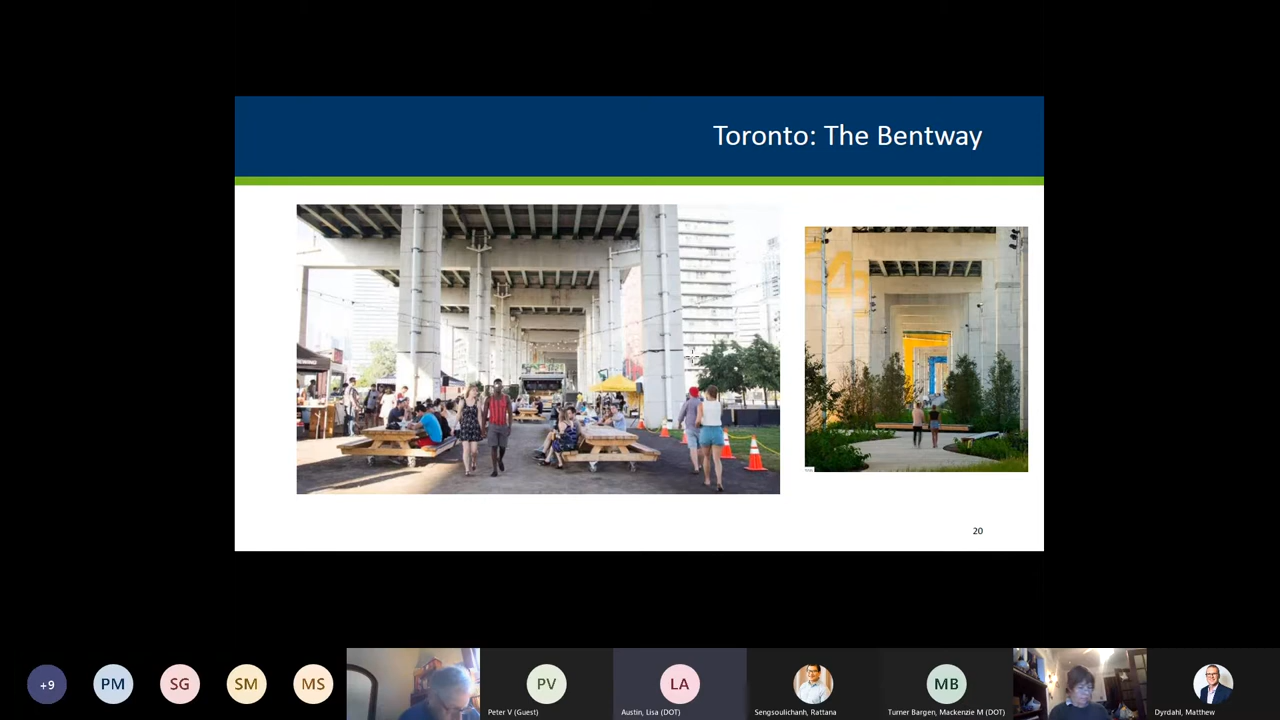 Toronto: The Bentway
20
+9
PM
SG
SM
MS
PV
LA
MB
Peter V (Guest)
Austin, Lisa (DOT)
Sengsoulichanh, Rattana
Turner Bargen, Mackenzie M (DOT)
Dyrdahl, Matthew